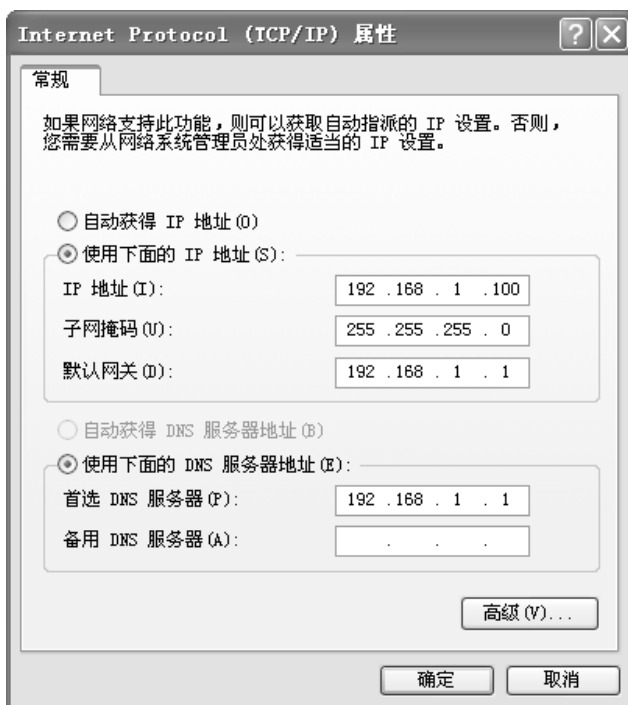 Internet Protocol (TCP/IP) 属性
常规
如果网络支持此功能，则可以获取自动指派的 IP 设置。否则，
您需要从网络系统管理员处获得适当的 IP 设置。
自动获得 IP 地址(O)
使用下面的 IP 地址(S):
IP 地址(I): 192 .168 . 1 .100
子网掩码(U): 255 .255 .255 . 0
默认网关(D): 192 .168 . 1 . 1
自动获得 DNS 服务器地址(B)
使用下面的 DNS 服务器地址(E):
首选 DNS 服务器(P): 192 .168 . 1 . 1
备用 DNS 服务器(A): . . .
高级(V)...
确定 取消